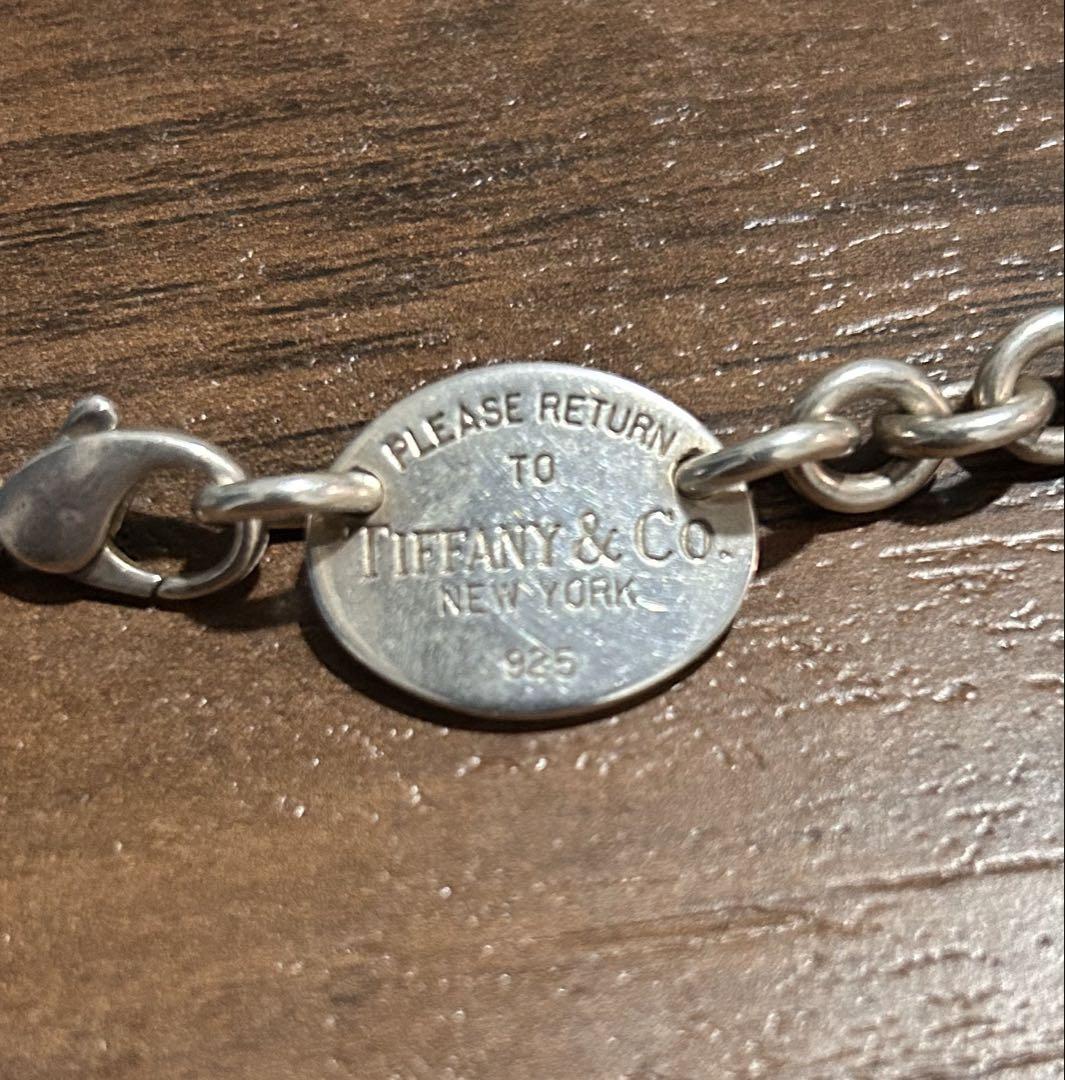 PLEASE RETURN
TO
TIFFANY & CO.
NEW YORK
925